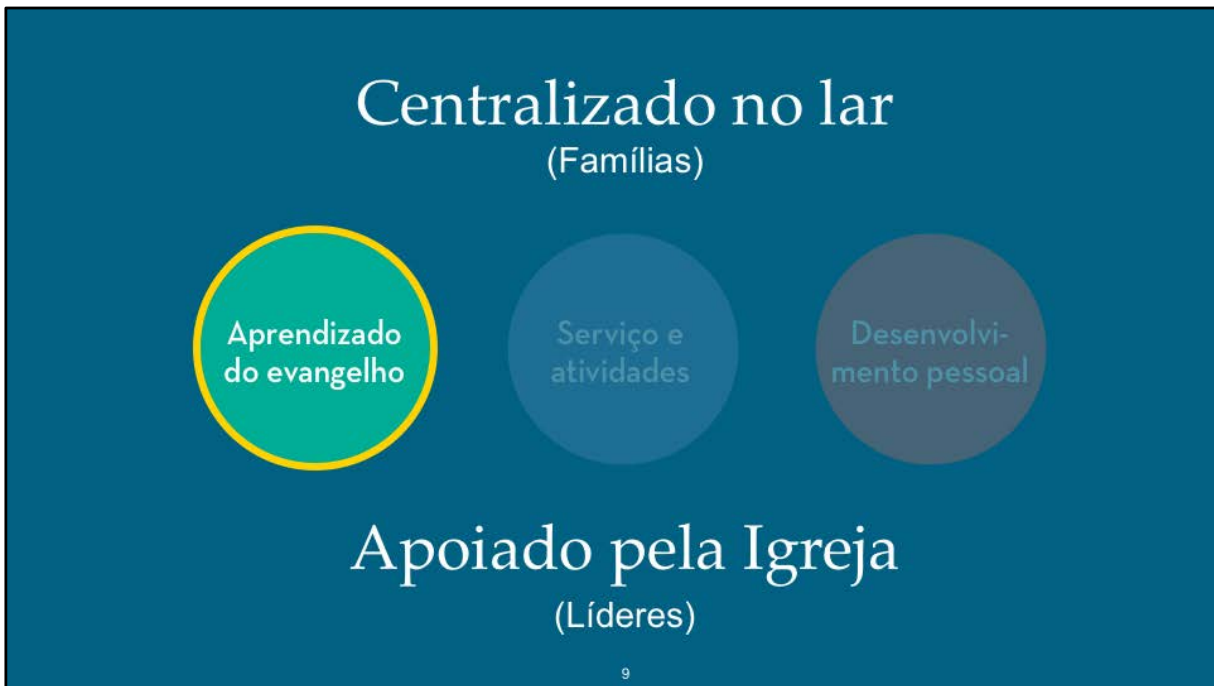 Centralizado no lar
(Famílias)
Aprendizado
do evangelho
Serviço e
atividades
Desenvolvi-
mento pessoal
Apoiado pela Igreja
(Líderes)
9